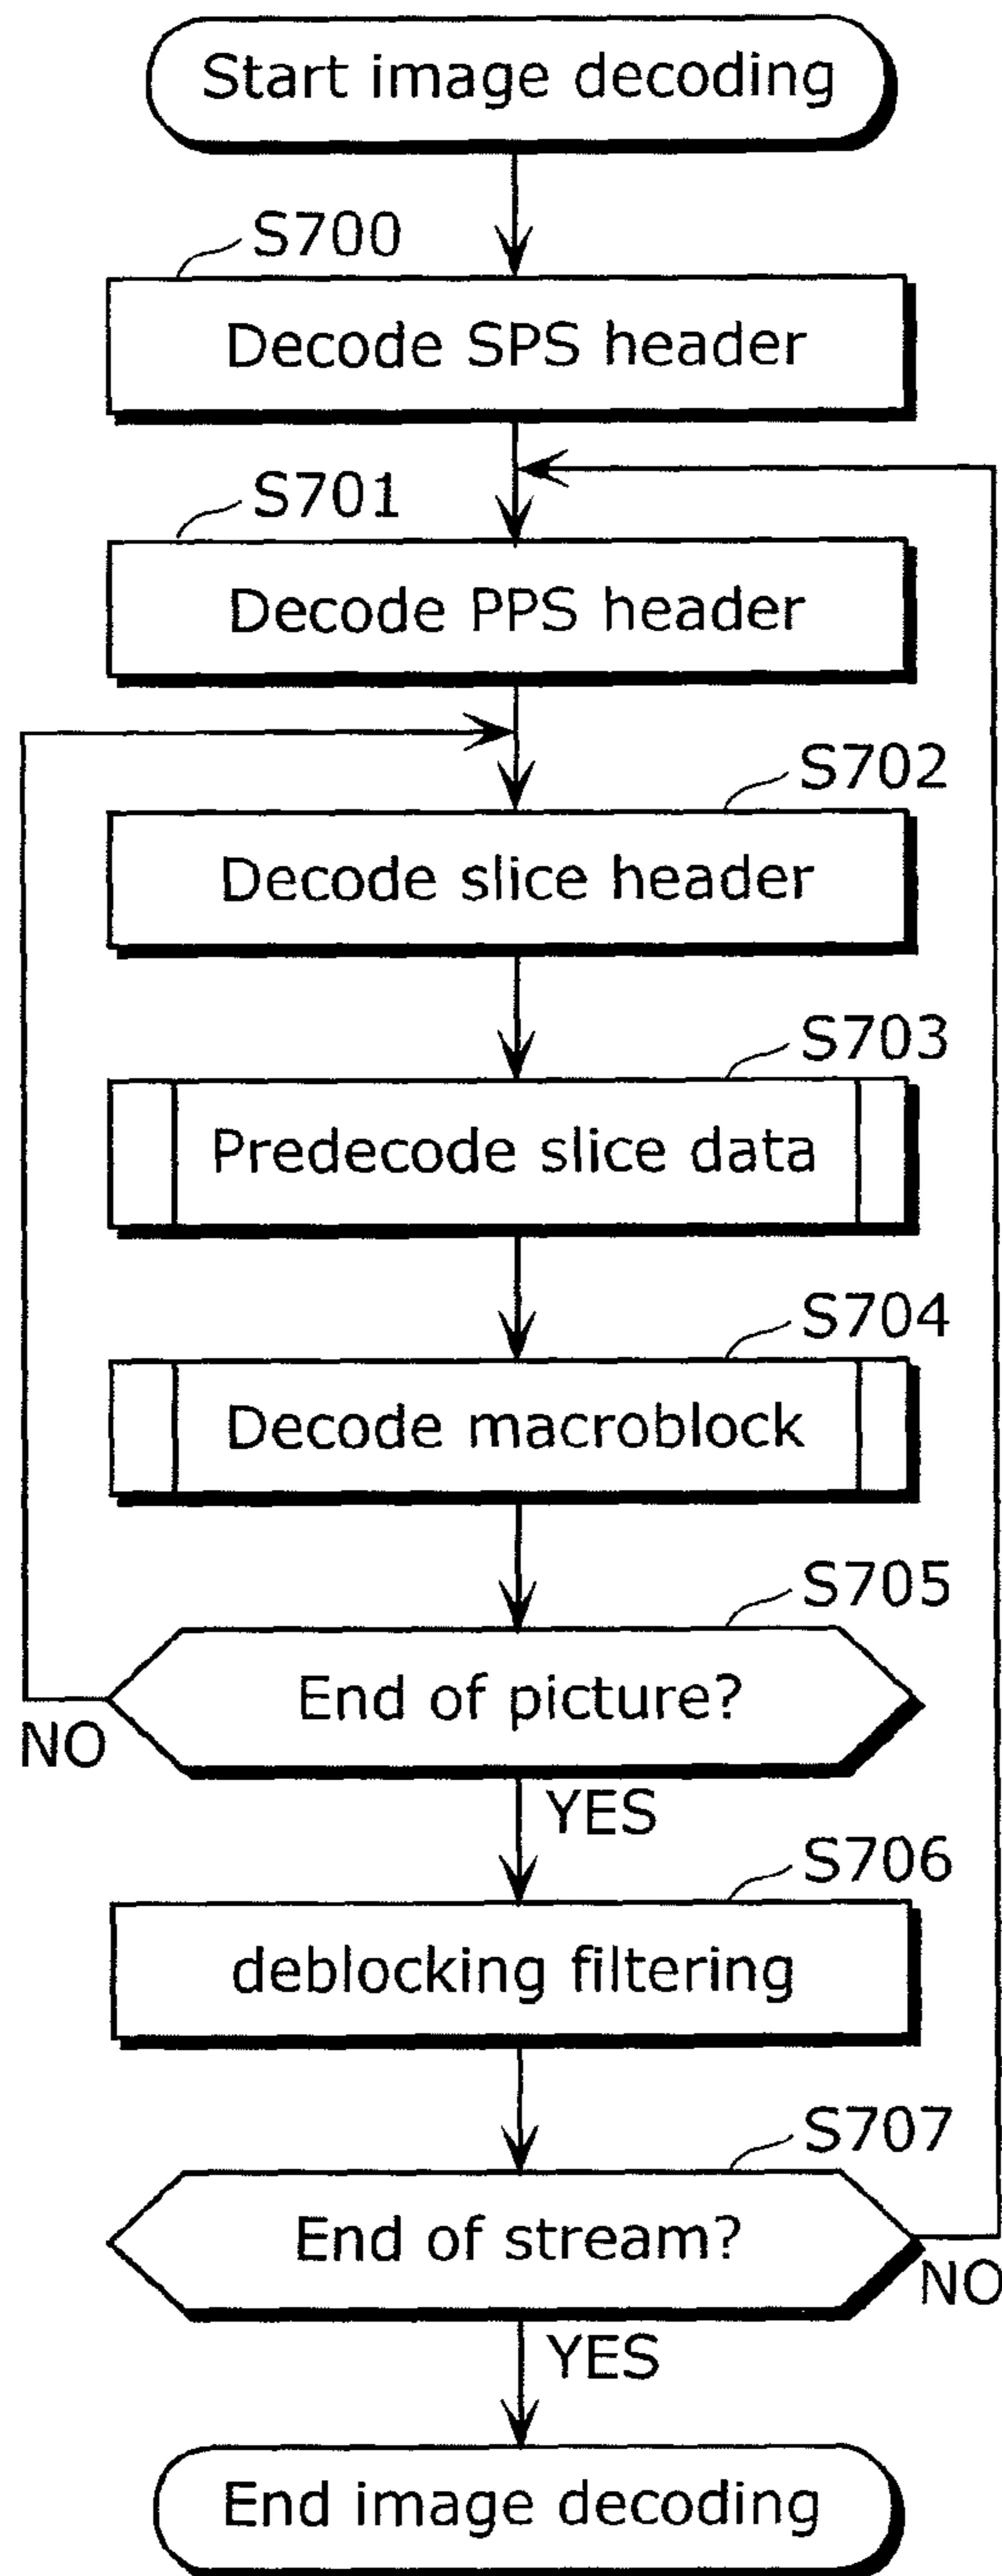 Start image decoding
S700
Decode SPS header
S701
Decode PPS header
S702
Decode slice header
S703
Predecode slice data
S704
Decode macroblock
S705
End of picture?
NO
YES
S706
deblocking filtering
S707
End of stream?
NO
YES
End image decoding